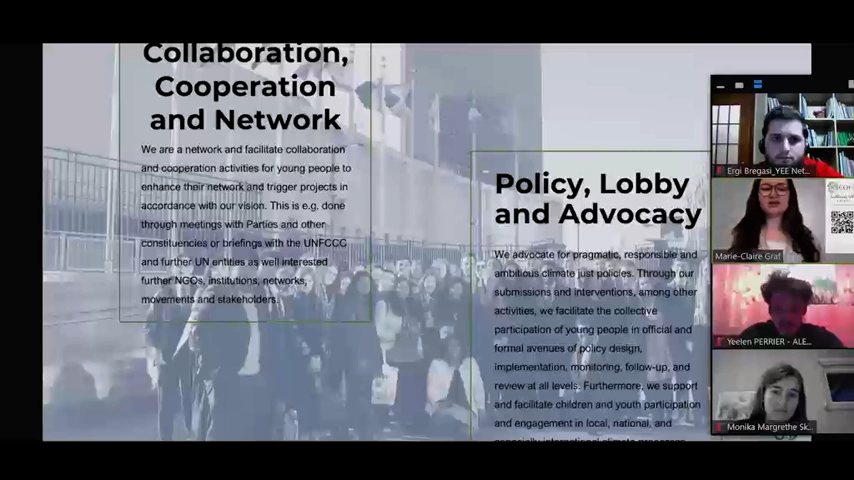 Collaboration,
Cooperation
and Network
We are a network and facilitate collaboration
and cooperation activities for young people to
enhance their network and trigger projects in
accordance with our vision. This is e.g. done
through meetings with Parties and other
constituencies or briefings with the UNFCCC
and further UN entities as well interested
further NGOs, institutions, networks,
movements and stakeholders.
Policy, Lobby
and Advocacy
We advocate for pragmatic, responsible and
ambitious climate just policies. Through our
submissions and interventions, among other
activities, we facilitate the collective
participation of young people in official and
formal avenues of policy design,
implementation, monitoring, follow-up, and
review at all levels. Furthermore, we support
and facilitate children and youth participation
and engagement in local, national, and
especially international climate processes
Ergi Bregasi_YEE Net...
Marie-Claire Graf
Yeelen PERRIER - ALE...
Monika Margrethe Sk...